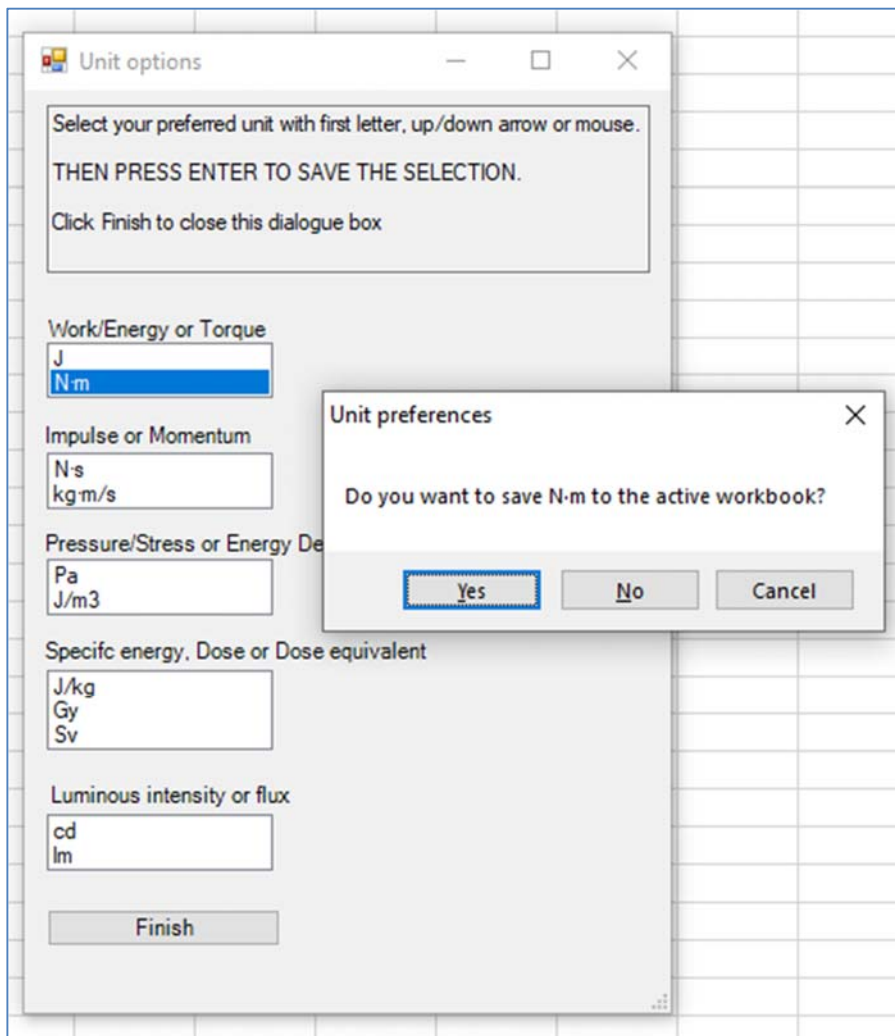 Unit options
Select your preferred unit with first letter, up/down arrow or mouse.
THEN PRESS ENTER TO SAVE THE SELECTION.
Click Finish to close this dialogue box
Work/Energy or Torque
J
N·m
Impulse or Momentum
N·s
kg·m/s
Pressure/Stress or Energy De
Pa
J/m3
Specifc energy, Dose or Dose equivalent
J/kg
Gy
Sv
Luminous intensity or flux
cd
lm
Finish
Unit preferences
Do you want to save N·m to the active workbook?
Yes No Cancel